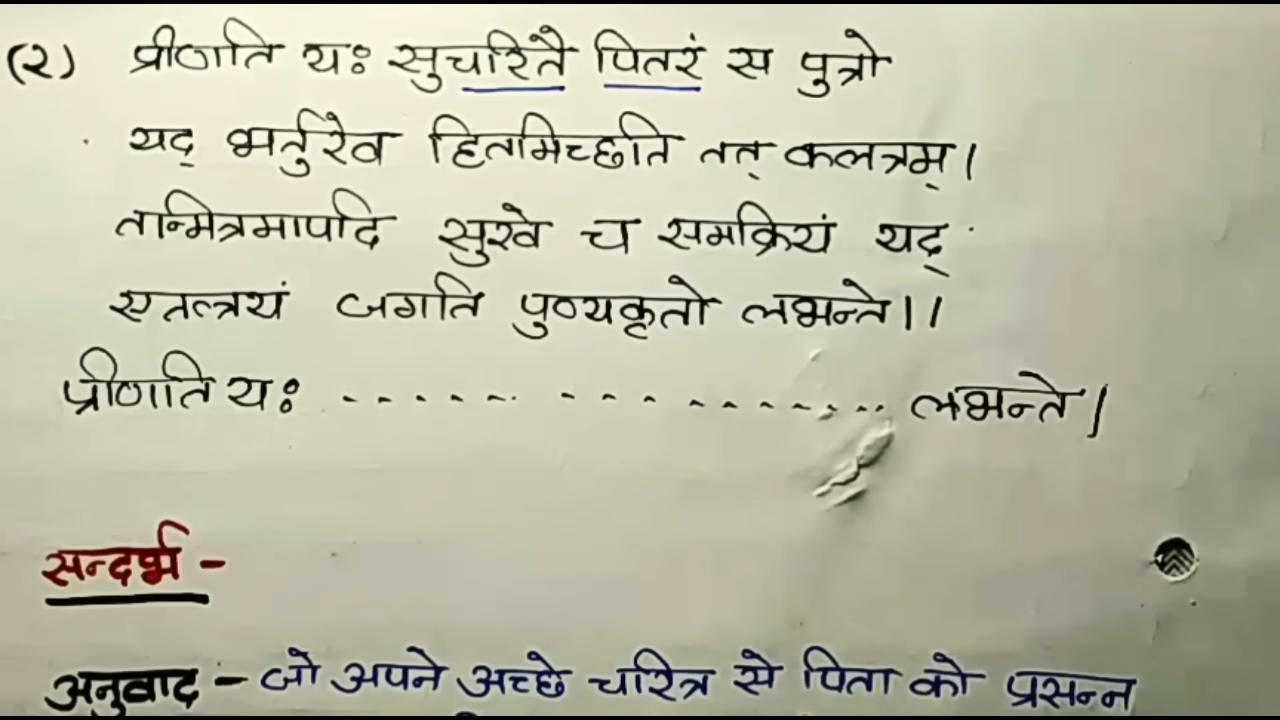 (२) प्रीणाति यः सुचरितै पितरं स पुत्रो
यद् भर्तुरेव हितमिच्छति तत् कलत्रम्।
तन्मित्रमापदि सुखे च समक्रियं यद्
एतत्त्रयं जगति पुण्यकृतो लभन्ते।।
प्रीणाति यः ................... लभन्ते।
सन्दर्भ -
अनुवाद - जो अपने अच्छे चरित्र से पिता को प्रसन्न